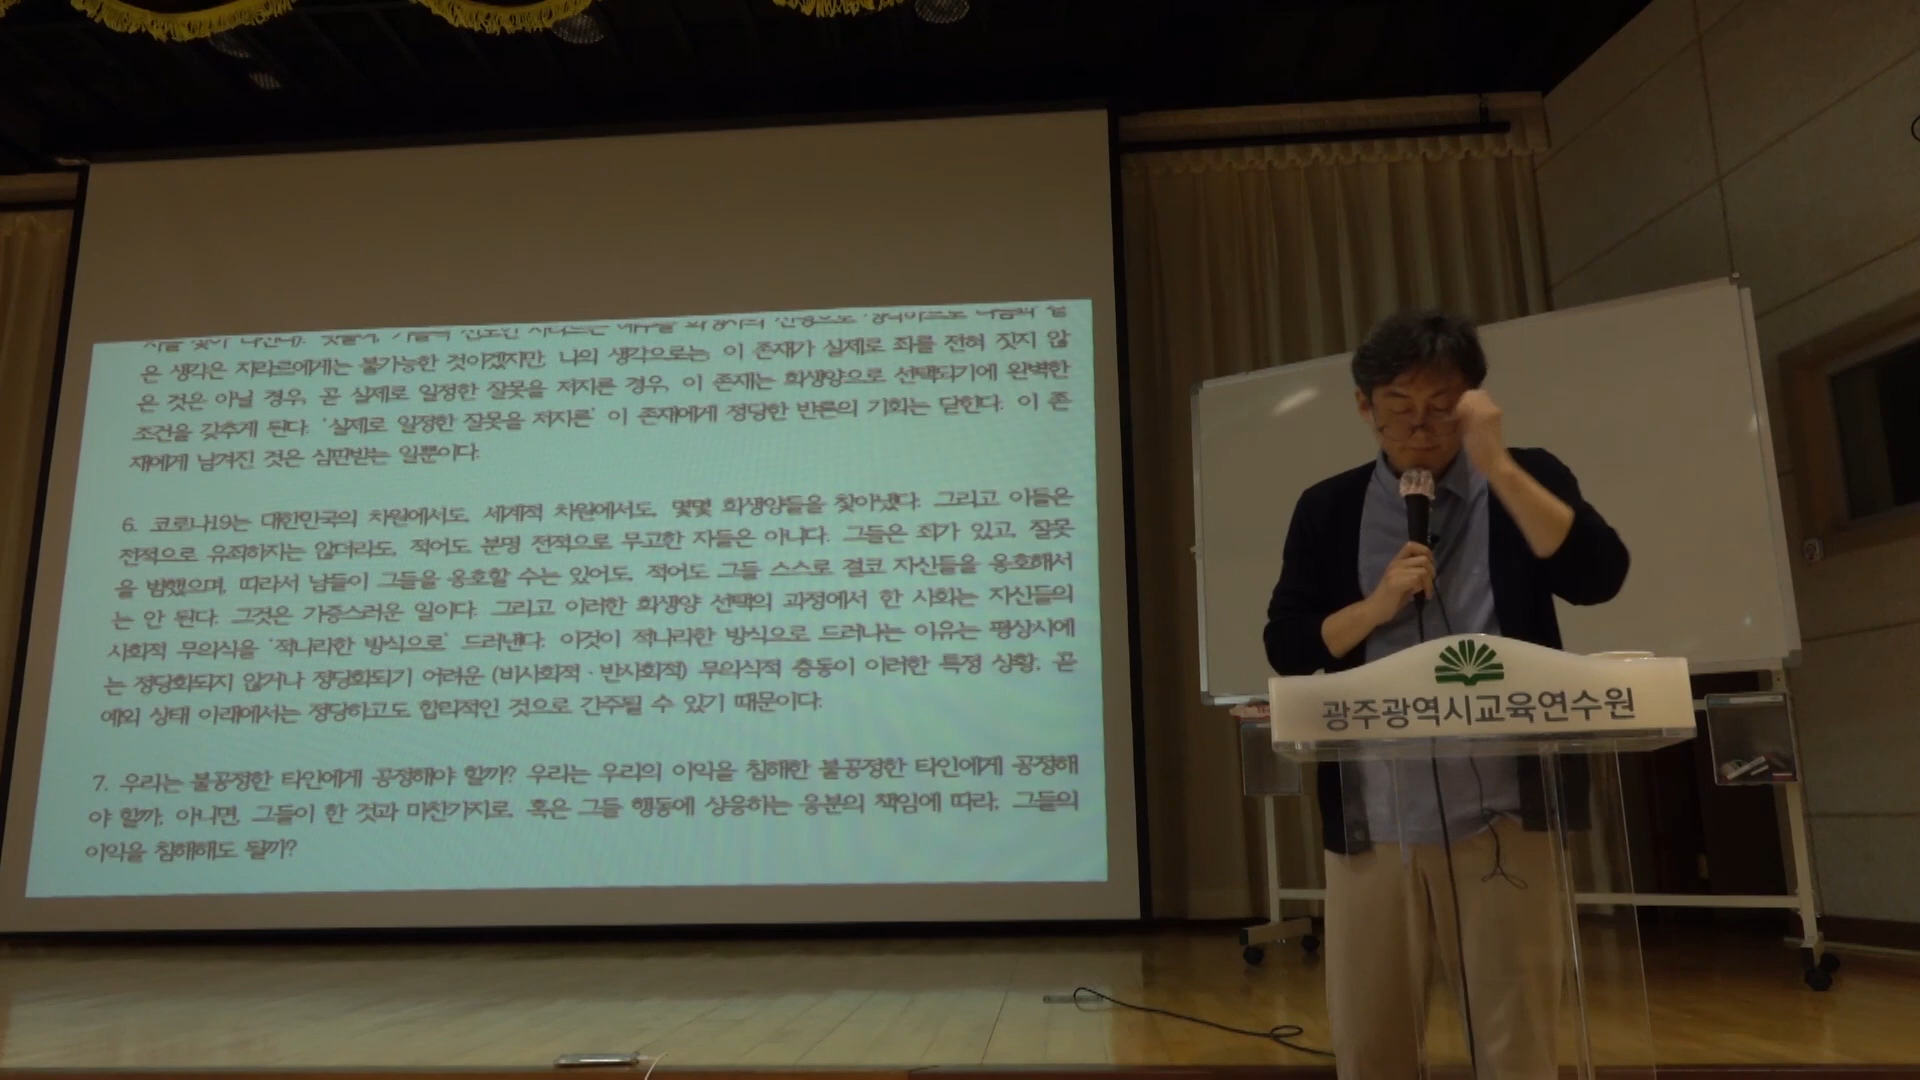 은 생각은 지라르에게는 불가능한 것이겠지만, 나의 생각으로는, 이 존재가 실제로 죄를 전혀 짓지 않
은 것은 아닐 경우, 곧 실제로 일정한 잘못을 저지른 경우, 이 존재는 희생양으로 선택되기에 완벽한
조건을 갖추게 된다. '실제로 일정한 잘못을 저지른' 이 존재에게 정당한 반론의 기회는 닫힌다. 이 존
재에게 남겨진 것은 심판받는 일뿐이다.
6. 코로나19는 대한민국의 차원에서도, 세계적 차원에서도, 몇몇 희생양들을 찾아냈다. 그리고 이들은
전적으로 유죄하지는 않더라도, 적어도 분명 전적으로 무고한 자들은 아니다. 그들은 죄가 있고, 잘못
을 범했으며, 따라서 남들이 그들을 옹호할 수는 있어도, 적어도 그들 스스로 결코 자신들을 옹호해서
는 안 된다. 그것은 가증스러운 일이다. 그리고 이러한 희생양 선택의 과정에서 한 사회는 자신들의
사회적 무의식을 '적나라한 방식으로' 드러낸다. 이것이 적나라한 방식으로 드러나는 이유는 평상시에
는 정당화되지 않거나 정당화되기 어려운 (비사회적·반사회적) 무의식적 충동이 이러한 특정 상황, 곧
예외 상태 아래에서는 정당하고도 합리적인 것으로 간주될 수 있기 때문이다.
7. 우리는 불공정한 타인에게 공정해야 할까? 우리는 우리의 이익을 침해한 불공정한 타인에게 공정해
야 할까, 아니면, 그들이 한 것과 마찬가지로, 혹은 그들 행동에 상응하는 응분의 책임에 따라, 그들의
이익을 침해해도 될까?
광주광역시교육연수원